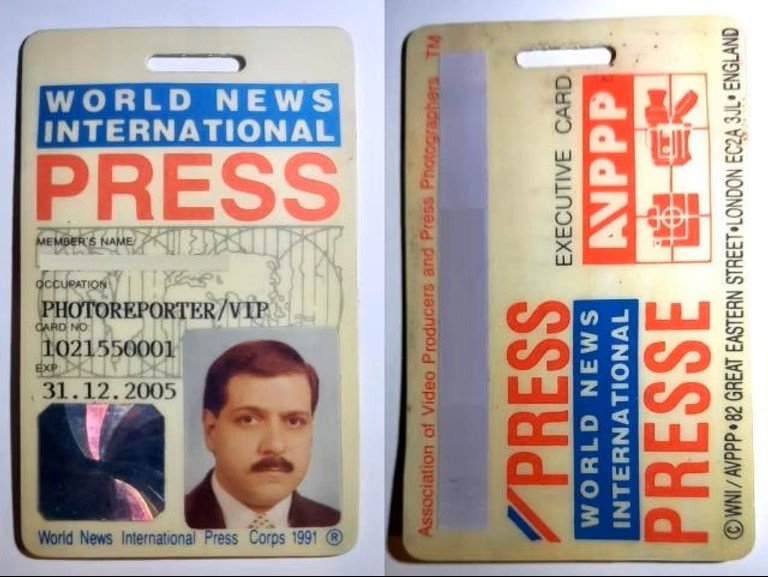 WORLD NEWS
INTERNATIONAL
PRESS
MEMBER'S NAME
OCCUPATION:
PHOTOREPORTER/VIP
CARD NO
1021550001
EXP
31.12.2005
World News International Press Corps 1991 ®
Association of Video Producers and Press Photographers TM
EXECUTIVE CARD
AVPPP
PRESS
WORLD NEWS
INTERNATIONAL
PRESSE
© WNI / AVPPP • 82 GREAT EASTERN STREET • LONDON EC2A 3JL • ENGLAND